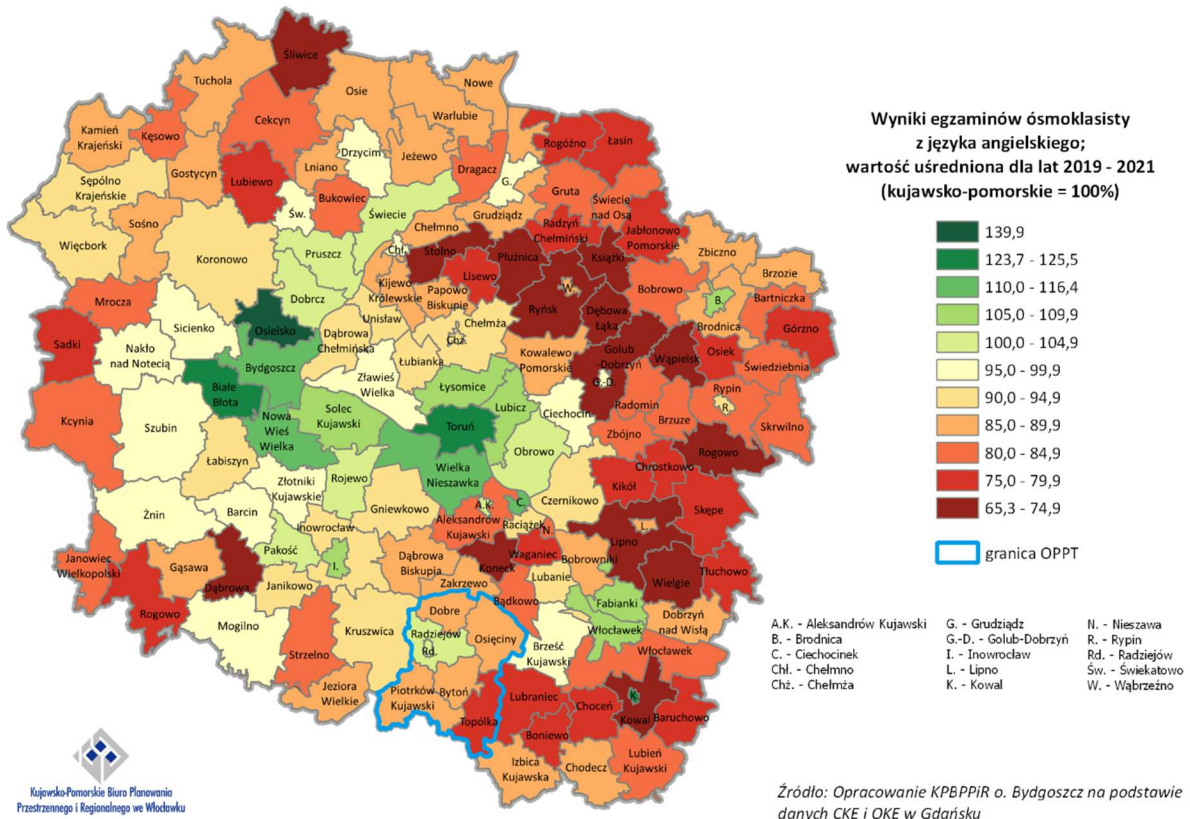 Śliwice
Tuchola
Nowe
Osie
Warlubie
Cekcyn
Kęsowo
Kamień
Krajeński
Drzycim
Rogóźno
Łasin
Jeżewo
Lniano
Dragacz
Gostycyn
Lubiewo
Sępólno
Krajeńskie
Bukowiec
G.
Gruta
Świecie
nad Osą
Św.
Świecie
Grudziądz
Sośno
Chełmno
Radzyń
Chełmiński
Jabłonowo
Pomorskie
Więcbork
Koronowo
Pruszcz
Chł.
Stolno
Płużnica
Książki
Zbiczno
Brzozie
Lisewo
Kijewo
Królewskie
Papowo
Biskupie
W.
Bobrowo
B.
Bartniczka
Mrocza
Dobrcz
Unisław
Ryńsk
Dębowa
Łąka
Brodnica
Górzno
Sicienko
Osielsko
Dąbrowa
Chełmińska
Chełmża
Chż.
Sadki
Nakło
nad Notecią
Golub
-Dobrzyń
Wąpielsk
Osiek
Świedziebnia
Bydgoszcz
Łubianka
Kowalewo
Pomorskie
Zławieś
Wielka
Łysomice
G.-D.
Rypin
R.
Białe
Błota
Kcynia
Szubin
Nowa
Wieś
Wielka
Solec
Kujawski
Toruń
Lubicz
Ciechocin
Radomin
Brzuze
Skrwilno
Zbójno
Obrowo
Rogowo
Łabiszyn
Wielka
Nieszawka
Chrostkowo
Kikół
Złotniki
Kujawskie
Rojewo
Czernikowo
Skępe
Żnin
Barcin
Gniewkowo
A.K.
C.
Aleksandrów
Kujawski
Raciążek
N.
L.
Inowrocław
Lipno
Pakość
I.
Janowiec
Wielkopolski
Gąsawa
Dąbrowa
Dąbrowa
Biskupia
Koneck
Waganiec
Bobrowniki
Wielgie
Tłuchowo
Janikowo
Zakrzewo
Lubanie
Rogowo
Bądkowo
Fabianki
Dobrzyń
nad Wisłą
Mogilno
Kruszwica
Dobre
Radziejów
Rd.
Osięciny
Włocławek
Strzelno
Brześć
Kujawski
Włocławek
Jeziora
Wielkie
Piotrków
Kujawski
Bytoń
Lubraniec
Topólka
Choceń
K.
Kowal
Baruchowo
Boniewo
Izbica
Kujawska
Chodecz
Lubień
Kujawski
Wyniki egzaminów ósmoklasisty
z języka angielskiego;
wartość uśredniona dla lat 2019 - 2021
(kujawsko-pomorskie = 100%)
139,9
123,7 - 125,5
110,0 - 116,4
105,0 - 109,9
100,0 - 104,9
95,0 - 99,9
90,0 - 94,9
85,0 - 89,9
80,0 - 84,9
75,0 - 79,9
65,3 - 74,9
granica OPPT
A.K. - Aleksandrów Kujawski
B. - Brodnica
C. - Ciechocinek
Chł. - Chełmno
Chż. - Chełmża
G. - Grudziądz
G.-D. - Golub-Dobrzyń
I. - Inowrocław
L. - Lipno
K. - Kowal
N. - Nieszawa
R. - Rypin
Rd. - Radziejów
Św. - Świekatowo
W. - Wąbrzeźno
Kujawsko-Pomorskie Biuro Planowania
Przestrzennego i Regionalnego we Włocławku
Źródło: Opracowanie KPBPPiR o. Bydgoszcz na podstawie
danych CKE i OKE w Gdańsku